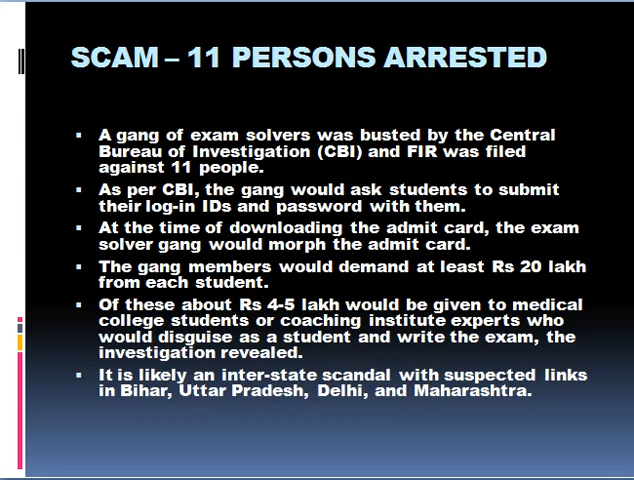 SCAM – 11 PERSONS ARRESTED
▪ A gang of exam solvers was busted by the Central
Bureau of Investigation (CBI) and FIR was filed
against 11 people.
▪ As per CBI, the gang would ask students to submit
their log-in IDs and password with them.
▪ At the time of downloading the admit card, the exam
solver gang would morph the admit card.
▪ The gang members would demand at least Rs 20 lakh
from each student.
▪ Of these about Rs 4-5 lakh would be given to medical
college students or coaching institute experts who
would disguise as a student and write the exam, the
investigation revealed.
▪ It is likely an inter-state scandal with suspected links
in Bihar, Uttar Pradesh, Delhi, and Maharashtra.